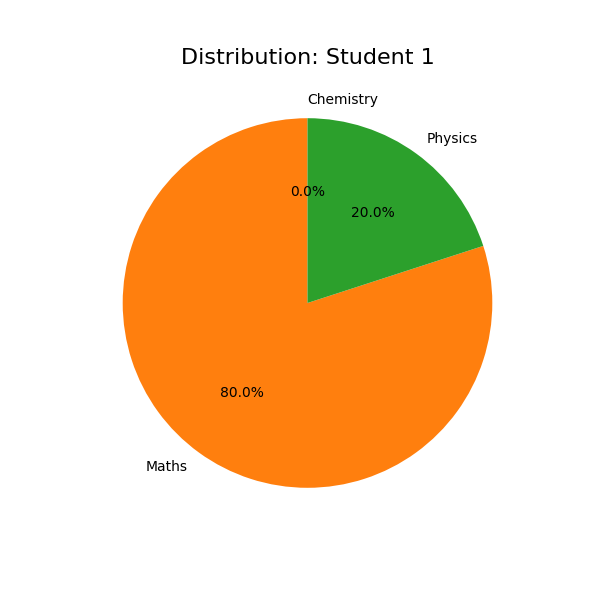 Distribution: Student 1
Chemistry
Physics
0.0%
20.0%
80.0%
Maths